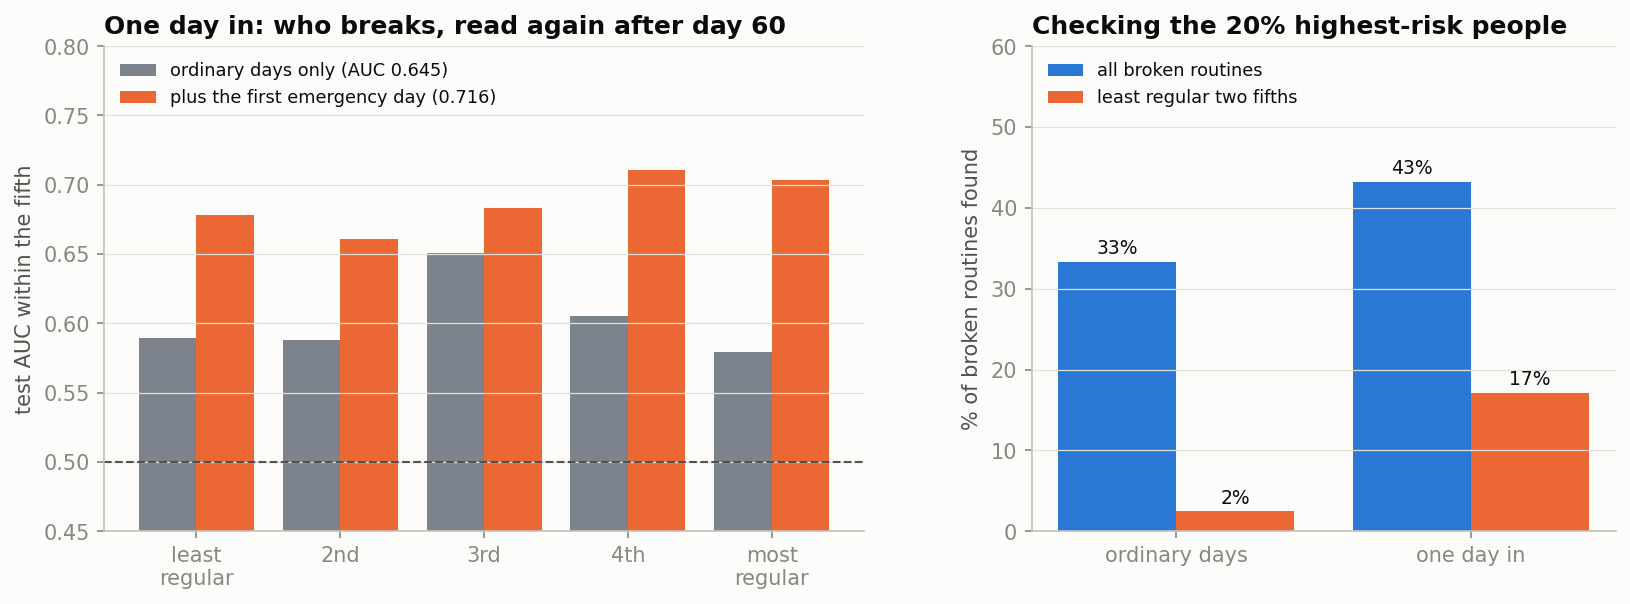 One day in: who breaks, read again after day 60
ordinary days only (AUC 0.645)
plus the first emergency day (0.716)
test AUC within the fifth
0.80
0.75
0.70
0.65
0.60
0.55
0.50
0.45
least
regular
2nd
3rd
4th
most
regular
Checking the 20% highest-risk people
all broken routines
least regular two fifths
% of broken routines found
60
50
40
30
20
10
0
33%
2%
43%
17%
ordinary days
one day in